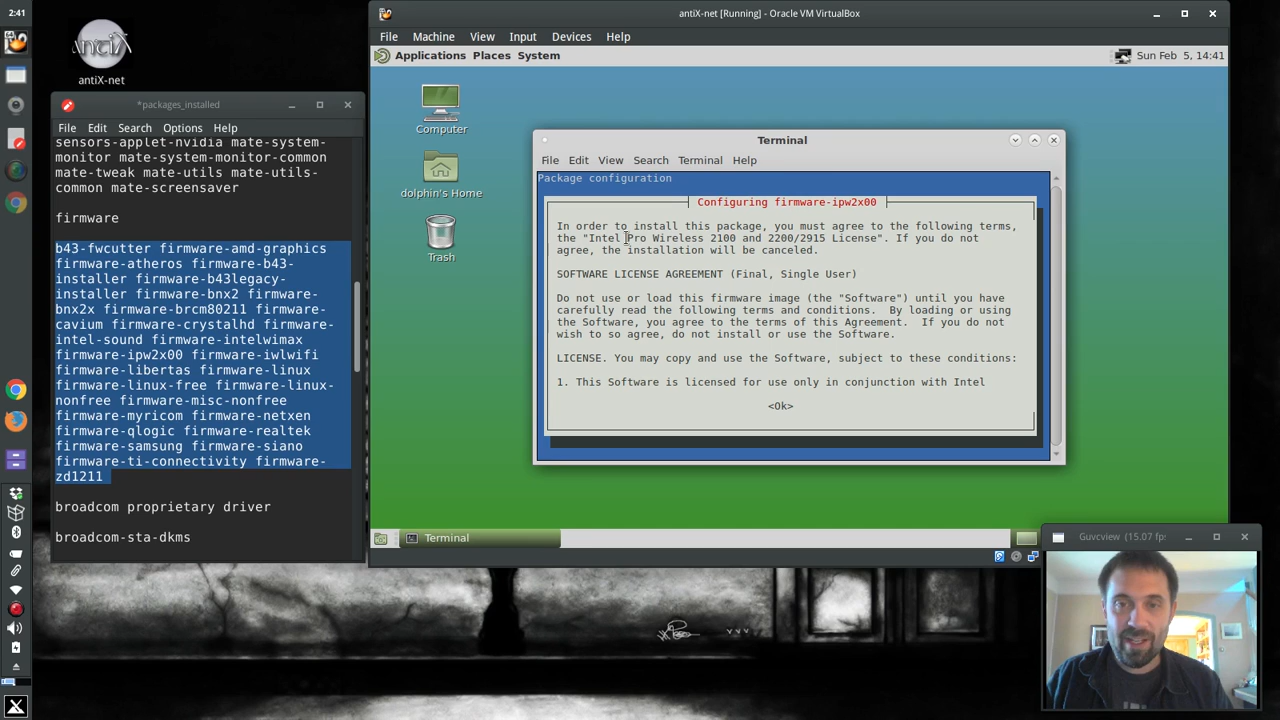 2:41
antiX
antiX-net
*packages_installed
File Edit Search Options Help
sensors-applet-nvidia mate-system-
monitor mate-system-monitor-common
mate-tweak mate-utils mate-utils-
common mate-screensaver
firmware
b43-fwcutter firmware-amd-graphics
firmware-atheros firmware-b43-
installer firmware-b43legacy-
installer firmware-bnx2 firmware-
bnx2x firmware-brcm80211 firmware-
cavium firmware-crystalhd firmware-
intel-sound firmware-intelwimax
firmware-ipw2x00 firmware-iwlwifi
firmware-libertas firmware-linux
firmware-linux-free firmware-linux-
nonfree firmware-misc-nonfree
firmware-myricom firmware-netxen
firmware-qlogic firmware-realtek
firmware-samsung firmware-siano
firmware-ti-connectivity firmware-
zd1211
broadcom proprietary driver
broadcom-sta-dkms
antiX-net [Running] - Oracle VM VirtualBox
File Machine View Input Devices Help
Applications Places System
Sun Feb 5, 14:41
Computer
dolphin's Home
Trash
Terminal
File Edit View Search Terminal Help
Package configuration
Configuring firmware-ipw2x00
In order to install this package, you must agree to the following terms,
the "Intel Pro Wireless 2100 and 2200/2915 License". If you do not
agree, the installation will be canceled.
SOFTWARE LICENSE AGREEMENT (Final, Single User)
Do not use or load this firmware image (the "Software") until you have
carefully read the following terms and conditions.  By loading or using
the Software, you agree to the terms of this Agreement.  If you do not
wish to so agree, do not install or use the Software.
LICENSE. You may copy and use the Software, subject to these conditions:
1. This Software is licensed for use only in conjunction with Intel
<Ok>
Terminal
Guvcview (15.07 fps